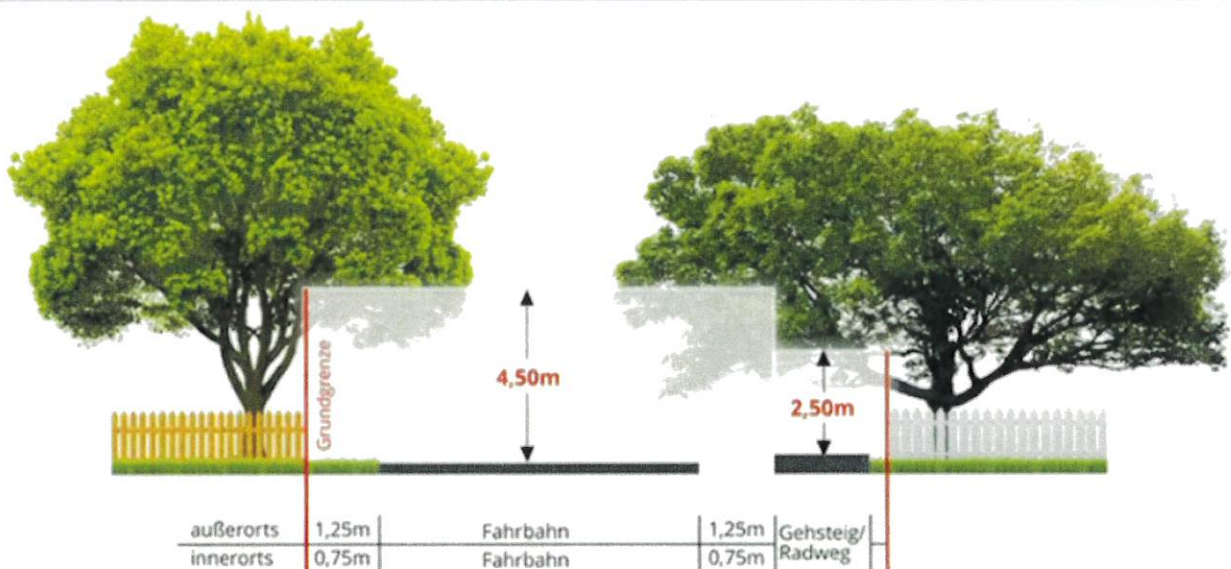 Grundgrenze
4,50m
2,50m
außerorts 1,25m Fahrbahn 1,25m Gehsteig/
innerorts 0,75m Fahrbahn 0,75m Radweg